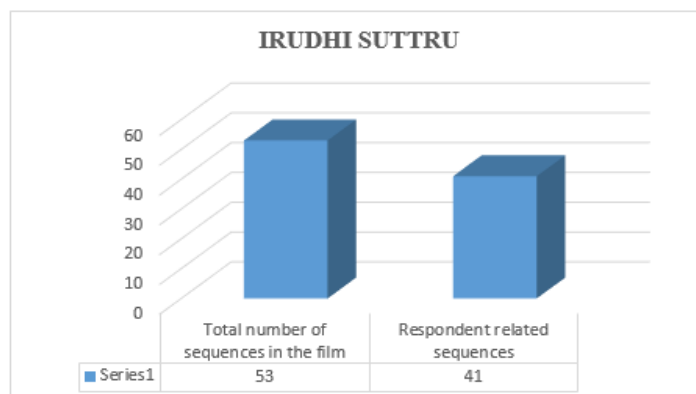 IRUDHI SUTTRU
60
50
40
30
20
10
0
Total number of
sequences in the film
Respondent related
sequences
Series1 53 41